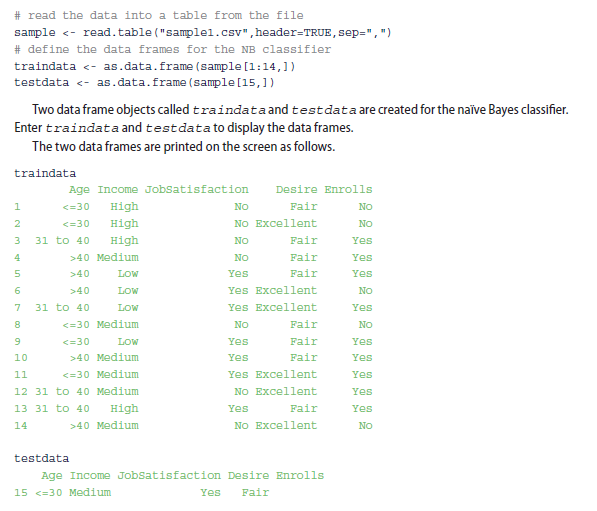 # read the data into a table from the file
sample <- read.table("sample1.csv",header=TRUE,sep=",")
# define the data frames for the NB classifier
traindata <- as.data.frame(sample[1:14,])
testdata <- as.data.frame(sample[15,])
Two data frame objects called traindata and testdata are created for the naïve Bayes classifier.
Enter traindata and testdata to display the data frames.
The two data frames are printed on the screen as follows.
traindata
Age Income JobSatisfaction Desire Enrolls
1 <=30 High No Fair No
2 <=30 High No Excellent No
3 31 to 40 High No Fair Yes
4 >40 Medium No Fair Yes
5 >40 Low Yes Fair Yes
6 >40 Low Yes Excellent No
7 31 to 40 Low Yes Excellent Yes
8 <=30 Medium No Fair No
9 <=30 Low Yes Fair Yes
10 >40 Medium Yes Fair Yes
11 <=30 Medium Yes Excellent Yes
12 31 to 40 Medium No Excellent Yes
13 31 to 40 High Yes Fair Yes
14 >40 Medium No Excellent No
testdata
Age Income JobSatisfaction Desire Enrolls
15 <=30 Medium Yes Fair